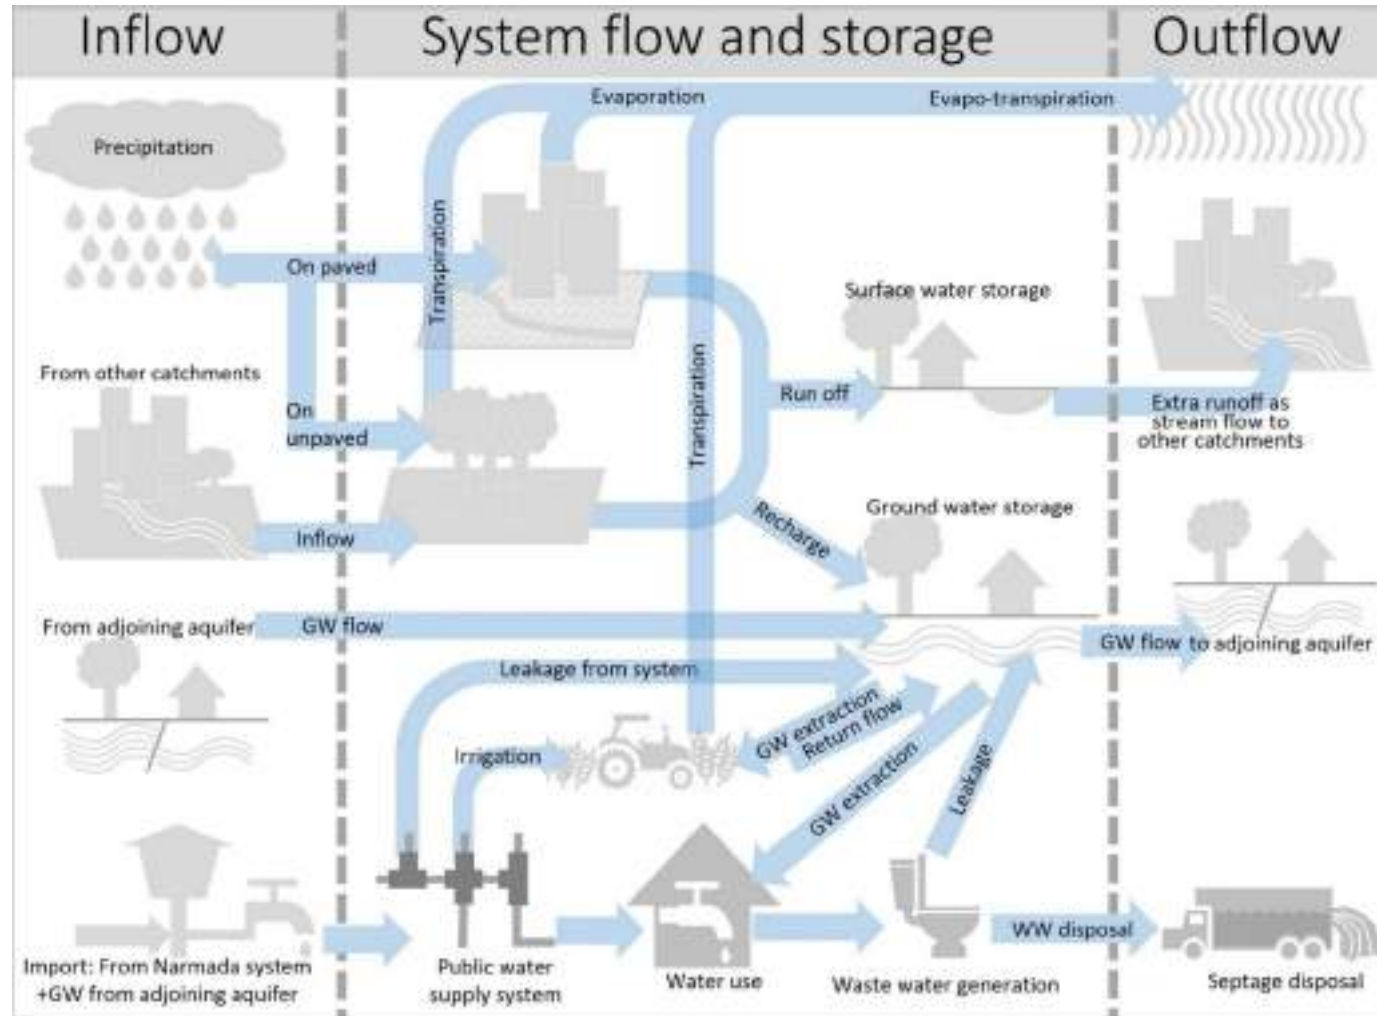 Inflow
System flow and storage
Outflow
Evaporation
Evapo-transpiration
Precipitation
Transpiration
On paved
Surface water storage
From other catchments
Transpiration
On
unpaved
Run off
Extra runoff as
stream flow to
other catchments
Inflow
Recharge
Ground water storage
From adjoining aquifer
GW flow
GW flow to adjoining aquifer
Leakage from system
GW extraction
Return flow
Irrigation
GW extraction
Leakage
WW disposal
Import: From Narmada system
+GW from adjoining aquifer
Public water
supply system
Water use
Waste water generation
Septage disposal